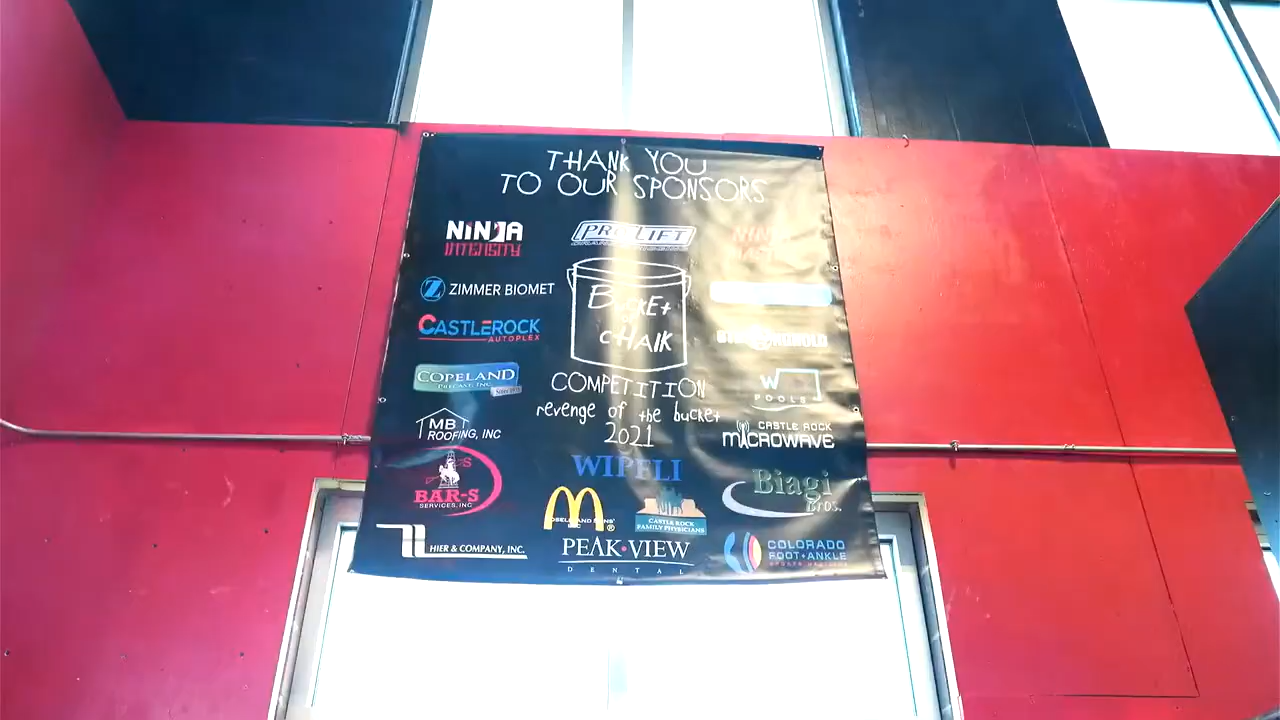 THANK YOU
TO OUR SPONSORS
NINJA
INTENSITY
PRO LIFT
ZIMMER BIOMET
BUCKET
CHALK
CASTLEROCK
AUTOPLEX
COPELAND
PRECAST, INC.
COMPETITION
revenge of the bucket
2021
W
POOLS
MB
ROOFING, INC
CASTLE ROCK
MICROWAVE
WIPFLI
BAR-S
SERVICES, INC
Biagi
Bros.
CASTLE ROCK
FAMILY PHYSICIANS
HIER & COMPANY, INC.
PEAK·VIEW
DENTAL
COLORADO
FOOT+ANKLE